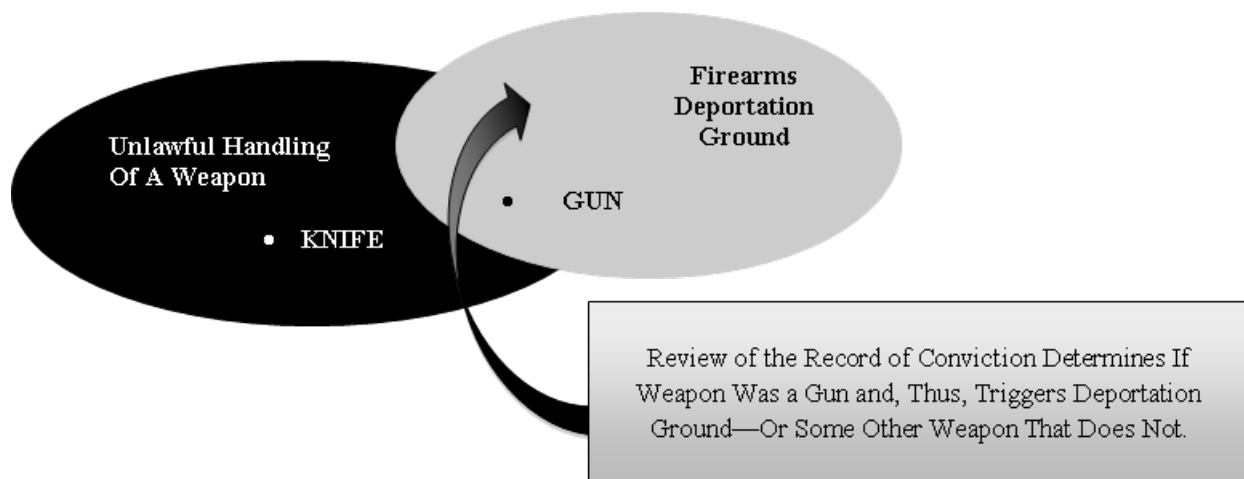 Firearms
Deportation
Ground
Unlawful Handling
Of A Weapon
GUN
KNIFE
Review of the Record of Conviction Determines If
Weapon Was a Gun and, Thus, Triggers Deportation
Ground—Or Some Other Weapon That Does Not.